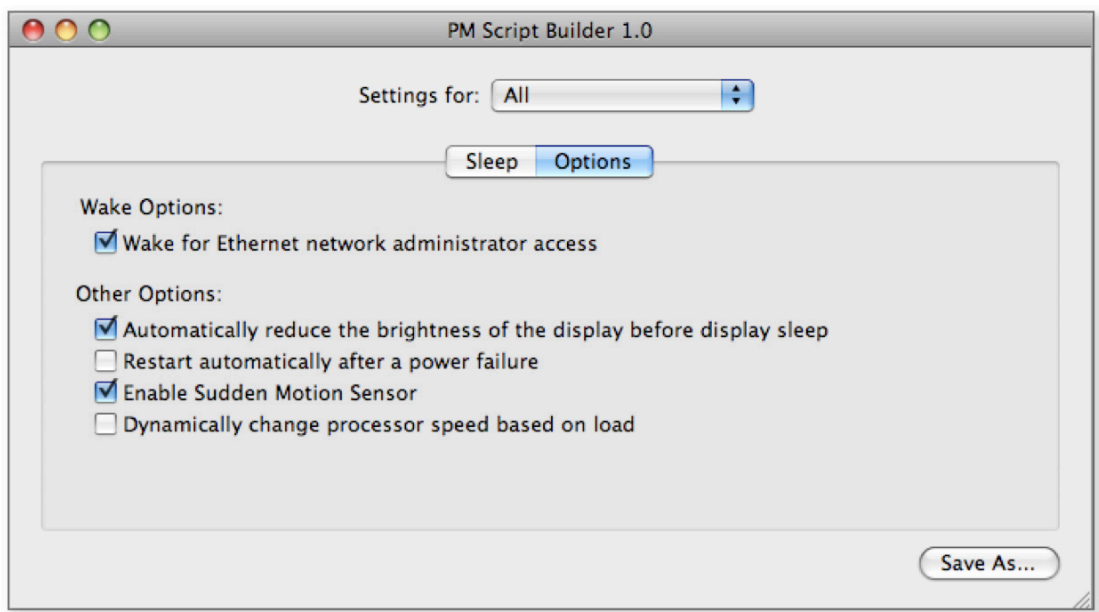 PM Script Builder 1.0
Settings for: All
Sleep Options
Wake Options:
Wake for Ethernet network administrator access
Other Options:
Automatically reduce the brightness of the display before display sleep
Restart automatically after a power failure
Enable Sudden Motion Sensor
Dynamically change processor speed based on load
Save As...